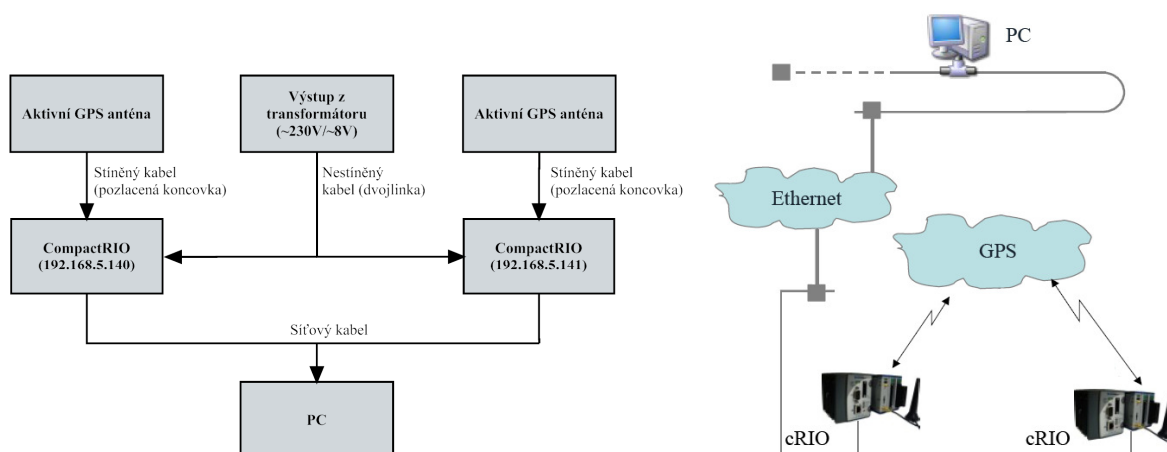 Aktivní GPS anténa
Výstup z
transformátoru
(~230V/~8V)
Aktivní GPS anténa
Stíněný kabel
(pozlacená koncovka)
Nestíněný
kabel (dvojlinka)
Stíněný kabel
(pozlacená koncovka)
CompactRIO
(192.168.5.140)
CompactRIO
(192.168.5.141)
Síťový kabel
PC
PC
Ethernet
GPS
cRIO
cRIO